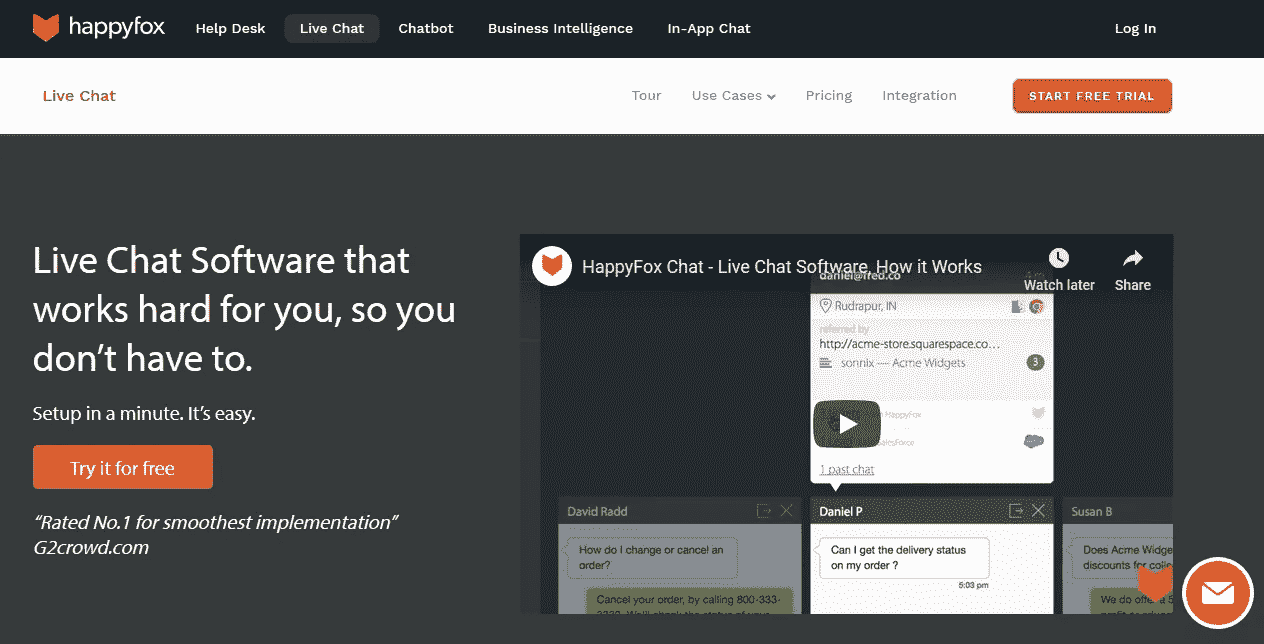 happyfox
Help Desk
Live Chat
Chatbot
Business Intelligence
In-App Chat
Log In
Live Chat
Tour
Use Cases
Pricing
Integration
START FREE TRIAL
Live Chat Software that
works hard for you, so you
don’t have to.
Setup in a minute. It’s easy.
Try it for free
“Rated No.1 for smoothest implementation”
G2crowd.com
HappyFox Chat - Live Chat Software, How it Works
Watch later
Share
daniel@fred.co
4m
Rudrapur, IN
referred by
http://acme-store.squarespace.co...
sonnix — Acme Widgets
3
HappyFox
1 past chat
David Radd
How do I change or cancel an
order?
Cancel your order, by calling 800-333-
Daniel P
Can I get the delivery status
on my order ?
5:03 pm
Susan B
Does Acme Widge
discounts for colle
We do offer a 5